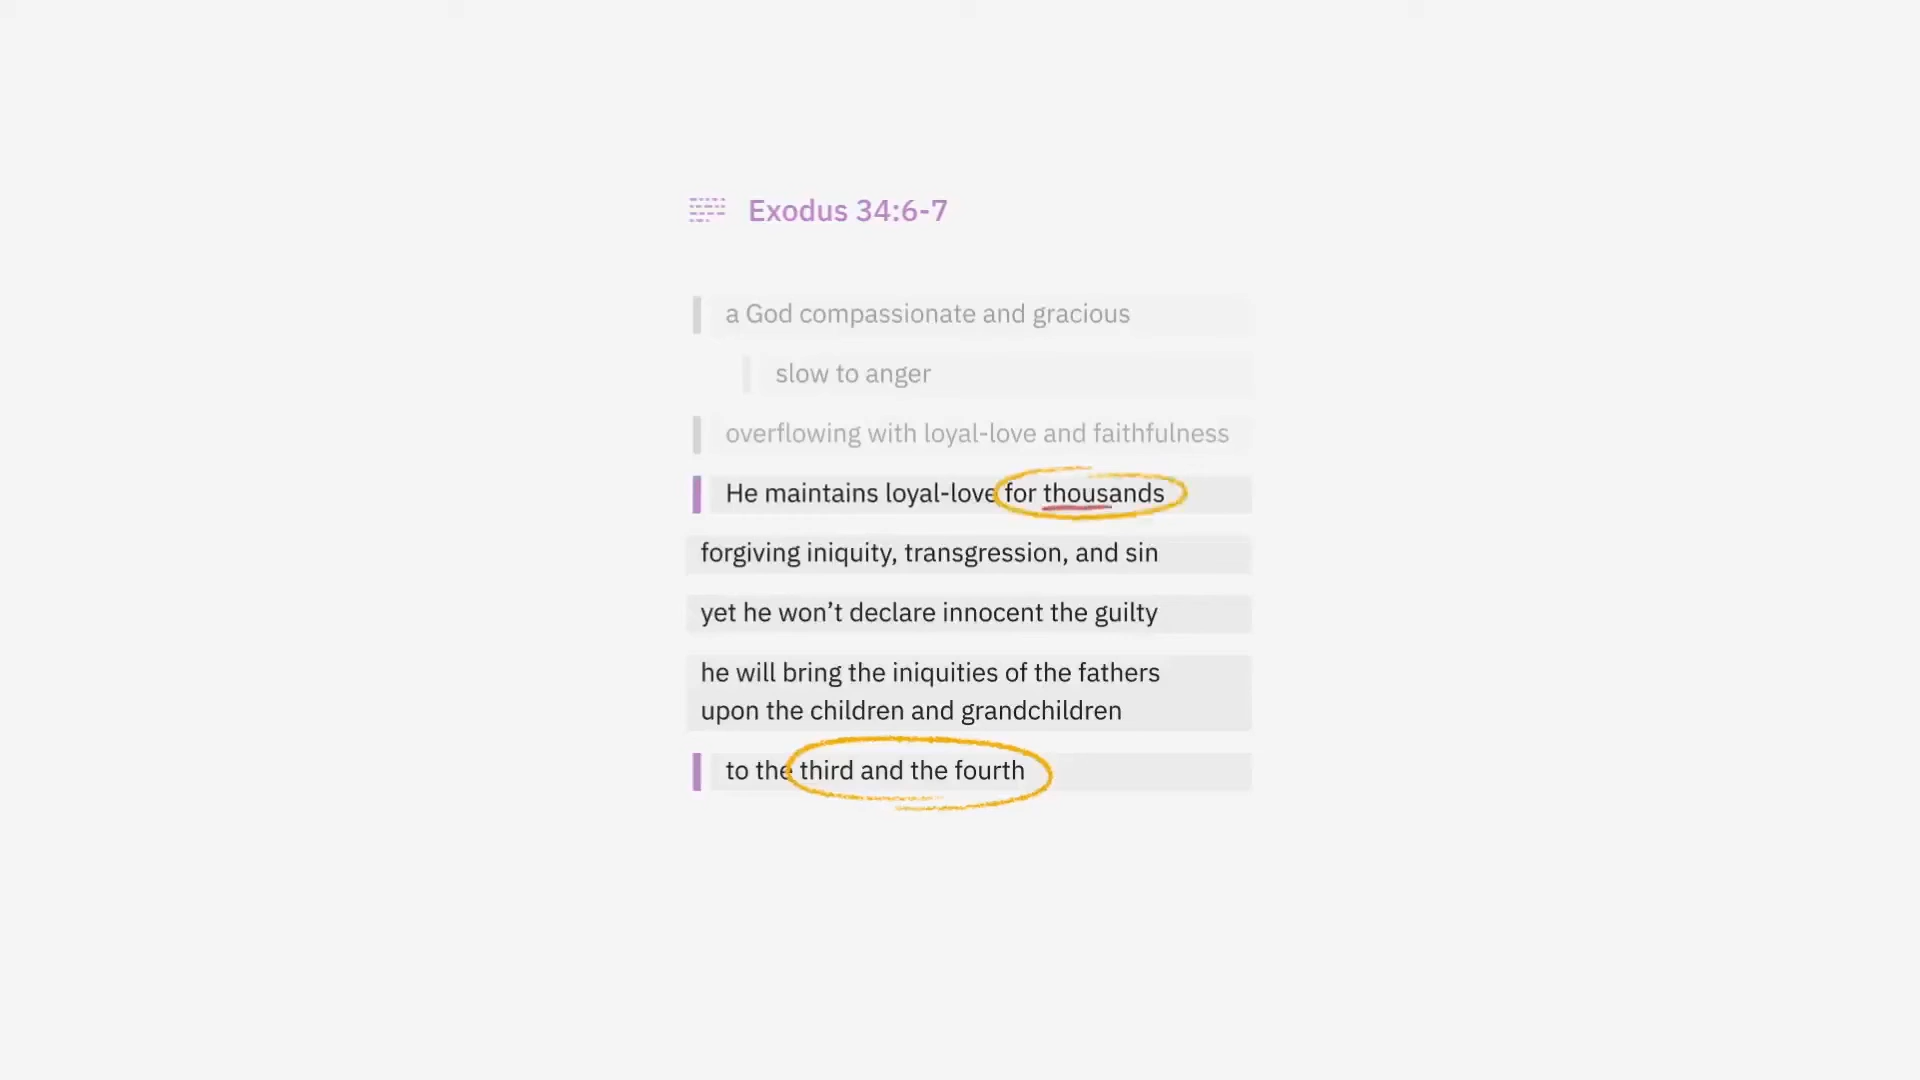 Exodus 34:6-7
a God compassionate and gracious
slow to anger
overflowing with loyal-love and faithfulness
He maintains loyal-love for thousands
forgiving iniquity, transgression, and sin
yet he won’t declare innocent the guilty
he will bring the iniquities of the fathers
upon the children and grandchildren
to the third and the fourth